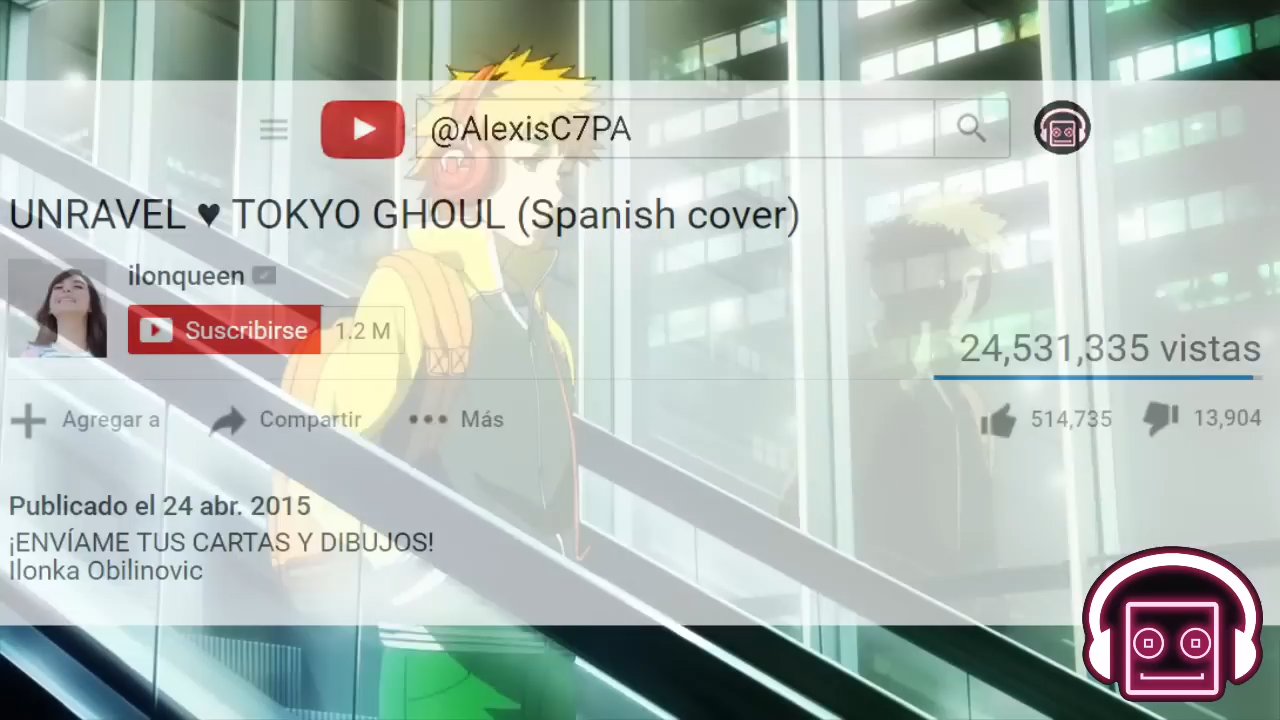 @AlexisC7PA
UNRAVEL ♥ TOKYO GHOUL (Spanish cover)
ilonqueen
Suscribirse 1.2 M
24,531,335 vistas
Agregar a Compartir ••• Más 514,735 13,904
Publicado el 24 abr. 2015
¡ENVÍAME TUS CARTAS Y DIBUJOS!
Ilonka Obilinovic